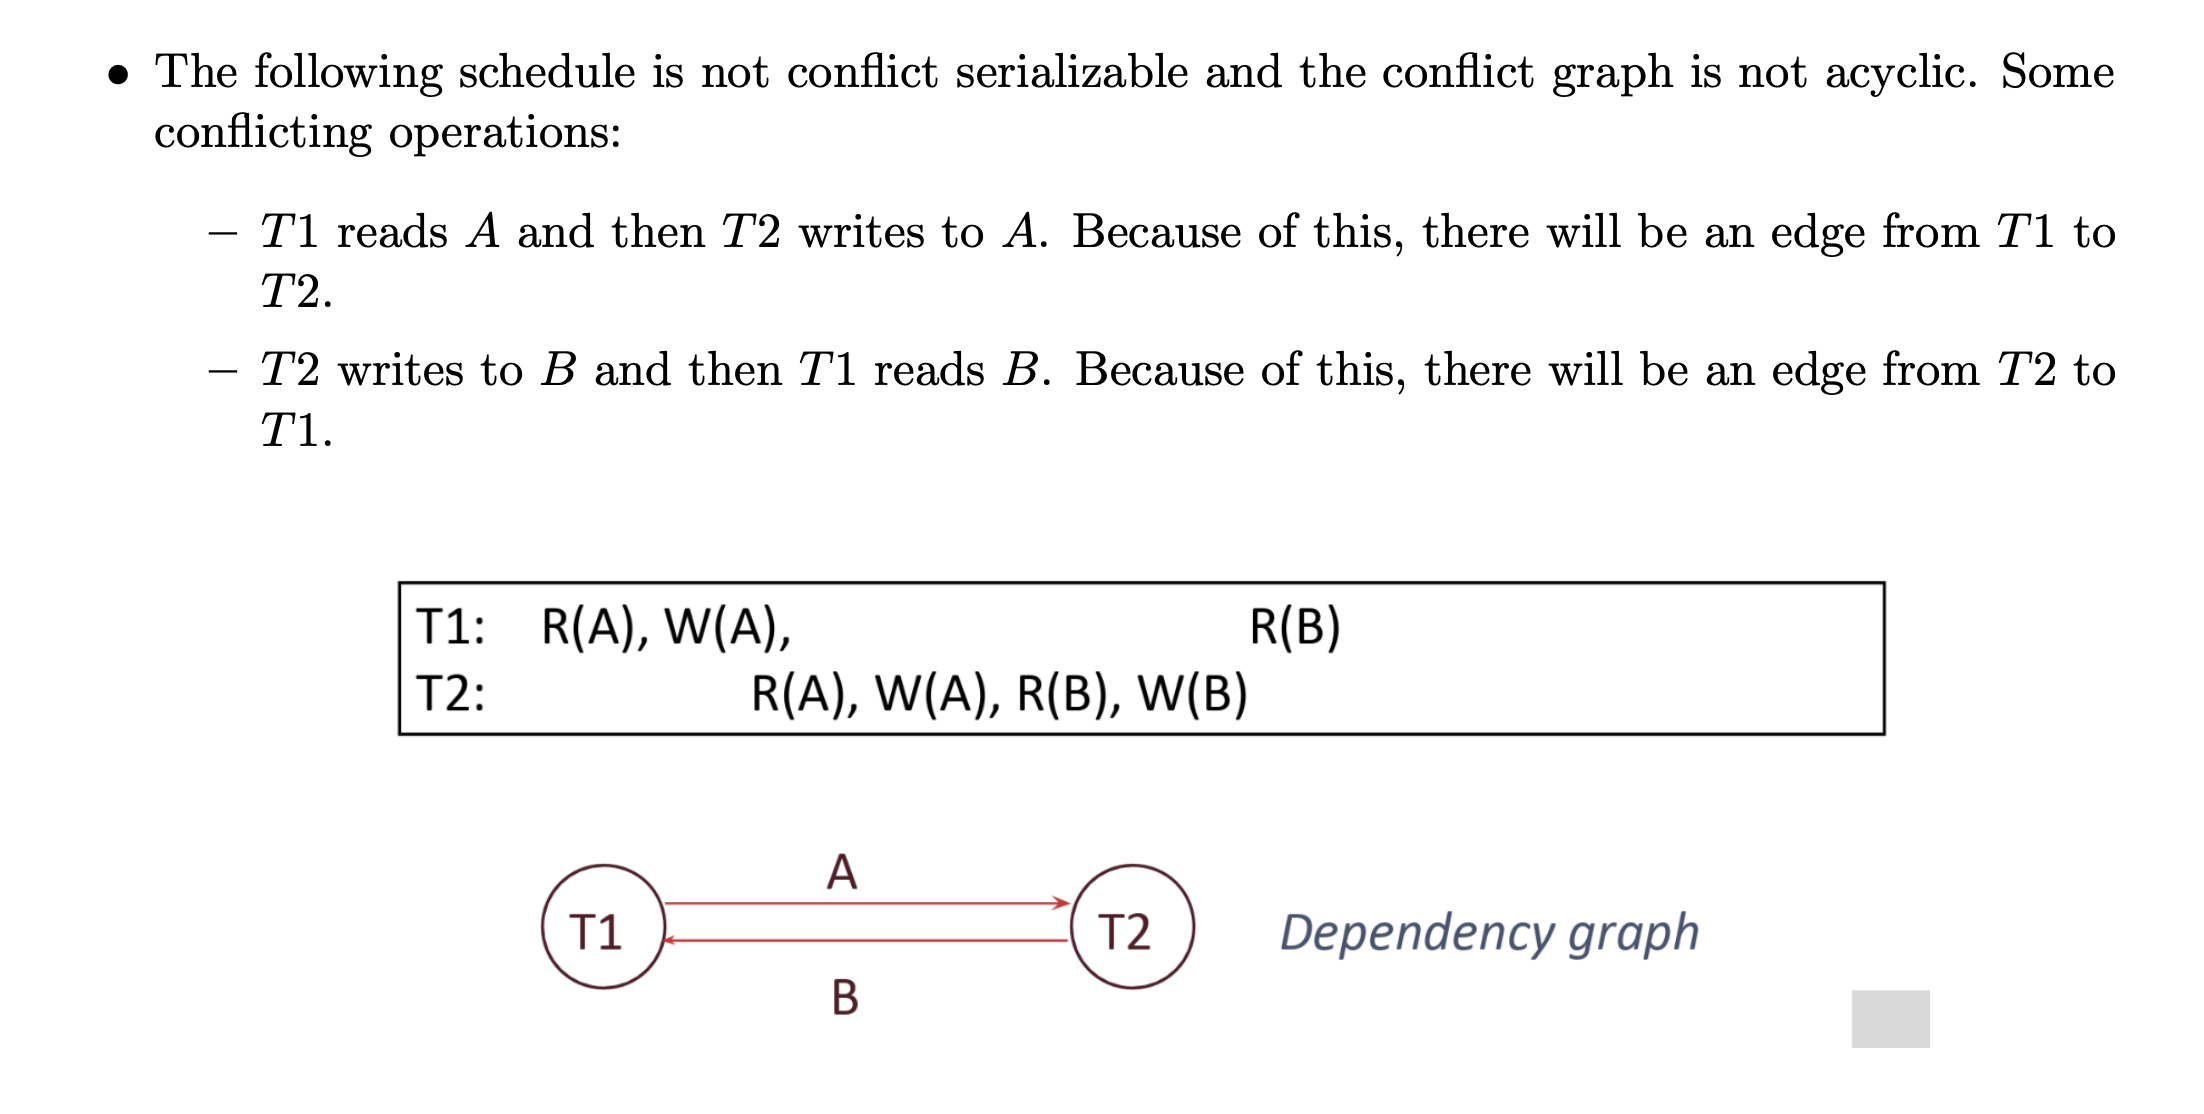 • The following schedule is not conflict serializable and the conflict graph is not acyclic. Some
conflicting operations:
– T1 reads A and then T2 writes to A. Because of this, there will be an edge from T1 to
T2.
– T2 writes to B and then T1 reads B. Because of this, there will be an edge from T2 to
T1.
T1: R(A), W(A), R(B)
T2: R(A), W(A), R(B), W(B)
A
T1 T2 Dependency graph
B